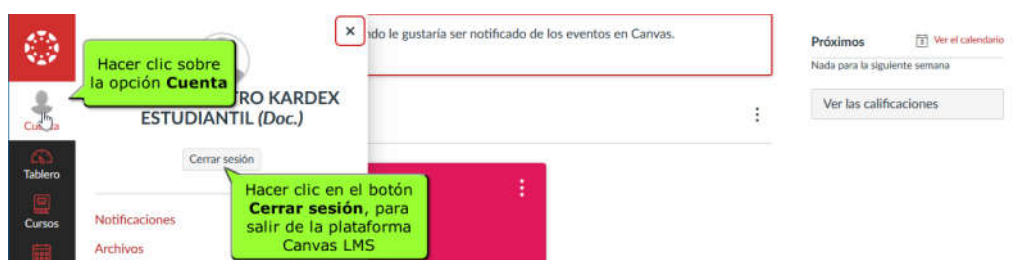 ndo le gustaría ser notificado de los eventos en Canvas.
×
Hacer clic sobre
la opción Cuenta
RO KARDEX
ESTUDIANTIL (Doc.)
Cerrar sesión
Hacer clic en el botón
Cerrar sesión, para
salir de la plataforma
Canvas LMS
Notificaciones
Archivos
Tablero
Cursos
Próximos
Ver el calendario
Nada para la siguiente semana
Ver las calificaciones